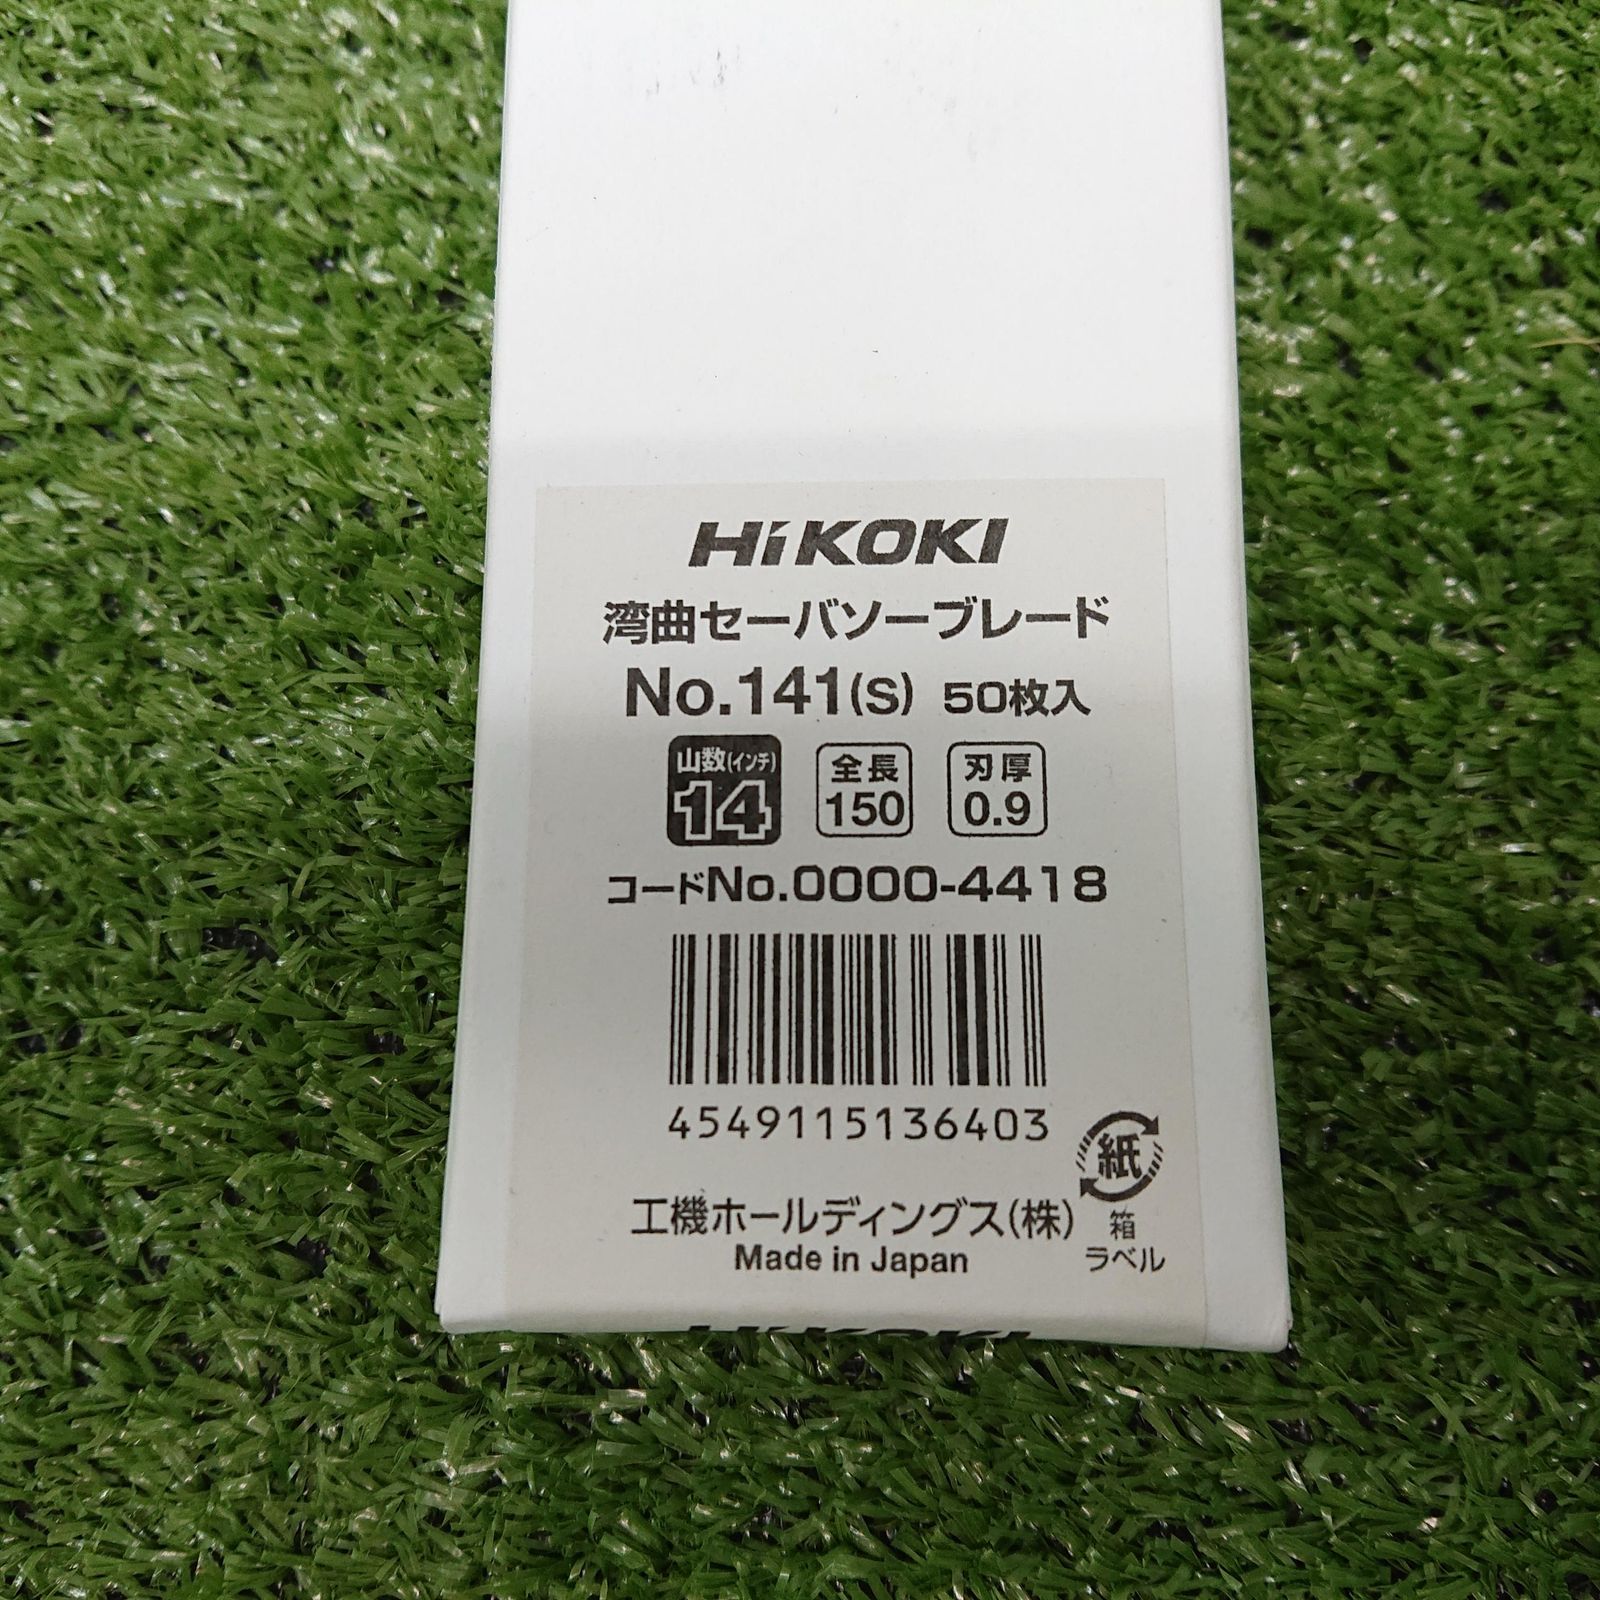 HiKOKI
湾曲セーバソーブレード
No.141(S) 50枚入
山数(インチ)
14
全長
150
刃厚
0.9
コードNo.0000-4418
4549115136403
紙
箱
ラベル
工機ホールディングス(株)
Made in Japan
HiKOKI